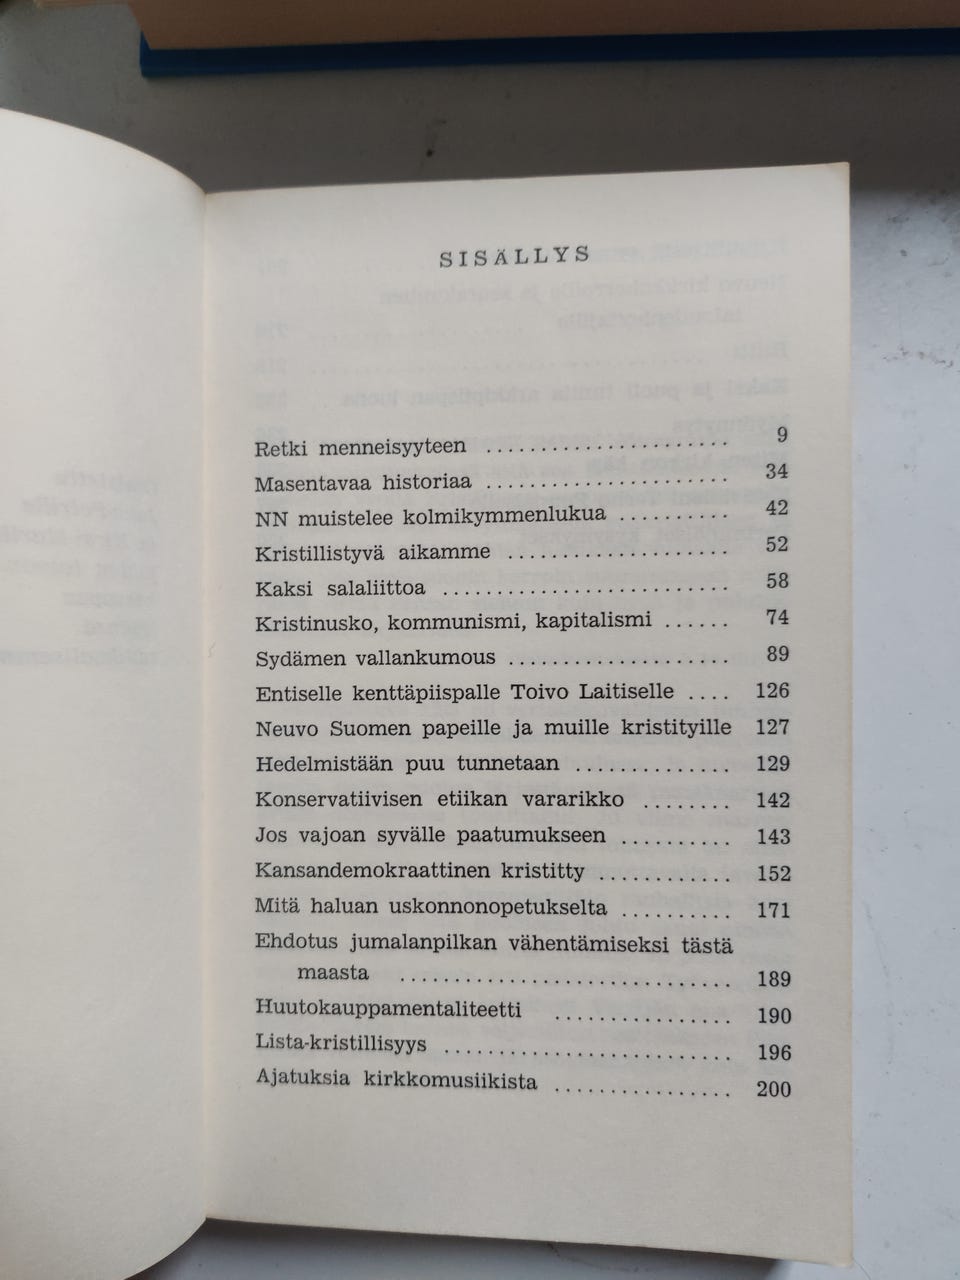 SISÄLLYS
Retki menneisyyteen ....................... 9
Masentavaa historiaa ....................... 34
NN muistelee kolmikymmenlukua .......... 42
Kristillistyvä aikamme ..................... 52
Kaksi salaliittoa ........................... 58
Kristinusko, kommunismi, kapitalismi ...... 74
Sydämen vallankumous ..................... 89
Entiselle kenttäpiispalle Toivo Laitiselle .... 126
Neuvo Suomen papeille ja muille kristityille 127
Hedelmistään puu tunnetaan .............. 129
Konservatiivisen etiikan vararikko ........ 142
Jos vajoan syvälle paatumukseen .......... 143
Kansandemokraattinen kristitty ............ 152
Mitä haluan uskonnonopetukselta .......... 171
Ehdotus jumalanpilkan vähentämiseksi tästä
maasta ............................... 189
Huutokauppamentaliteetti ................ 190
Lista-kristillisyys ........................... 196
Ajatuksia kirkkomusiikista ................ 200